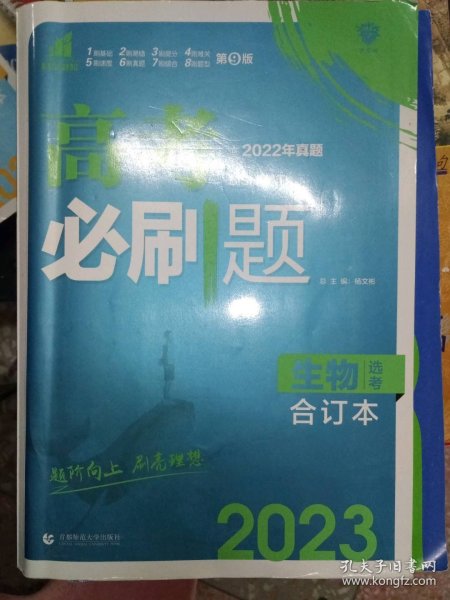 1刷基础 2刷易错 3刷提分 4刷难关
5刷速度 6刷真题 7刷综合 8刷题型
第9版
高考
2022年真题
必刷题
总主编:杨文彬
生物 选考
合订本
题阶向上 刷亮理想
首都师范大学出版社
2023
孔夫子旧书网
www.kongfz.com